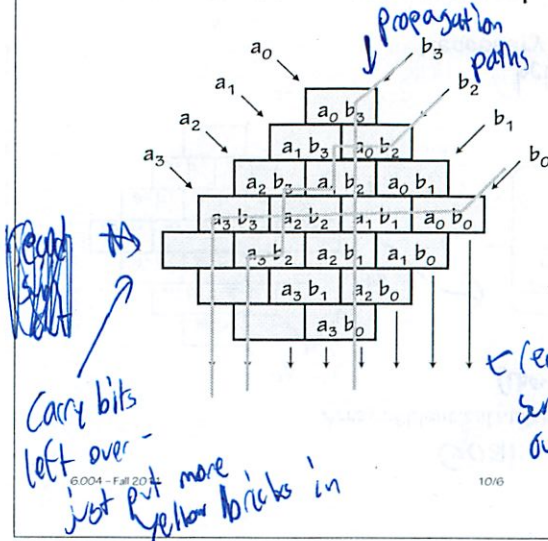 propagation
paths
a0 b3
a1 b2
a2 b1
a3 b0
a0 b3
a1 b3 a0 b2
a2 b3 a1 b2 a0 b1
a3 b3 a2 b2 a1 b1 a0 b0
a3 b2 a2 b1 a1 b0
a3 b1 a2 b0
a3 b0
Carry bits
left over -
just put more
yellow bricks in
6.004 - Fall 20
10/6